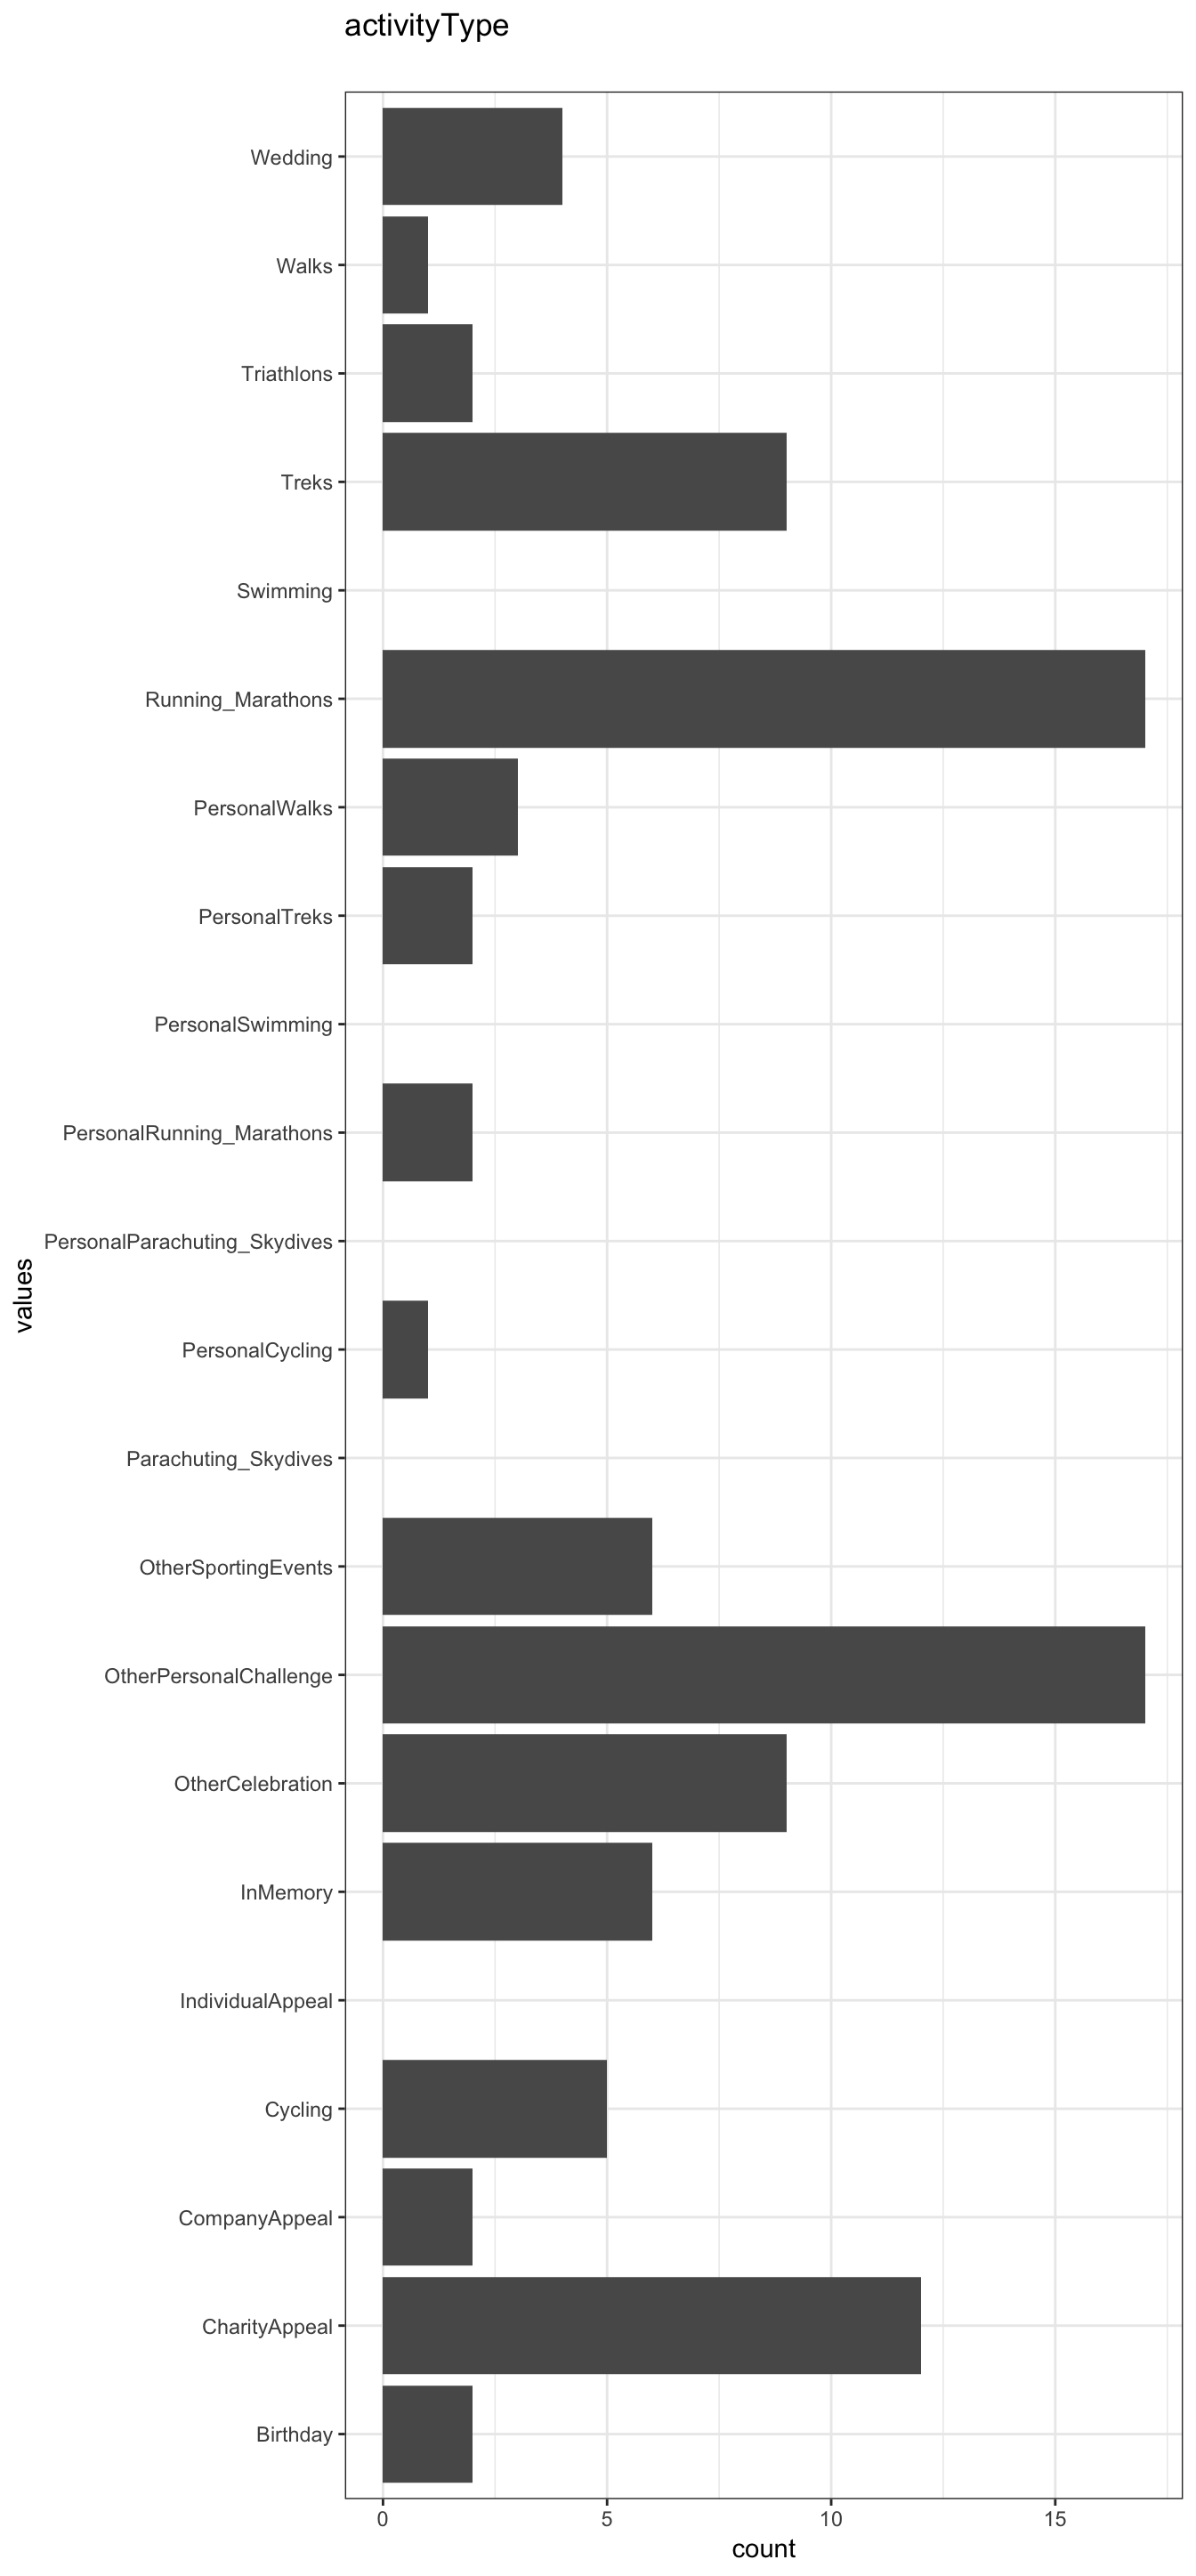 activityType
Wedding
Walks
Triathlons
Treks
Swimming
Running_Marathons
PersonalWalks
PersonalTreks
PersonalSwimming
PersonalRunning_Marathons
PersonalParachuting_Skydives
PersonalCycling
Parachuting_Skydives
OtherSportingEvents
OtherPersonalChallenge
OtherCelebration
InMemory
IndividualAppeal
Cycling
CompanyAppeal
CharityAppeal
Birthday
values
0 5 10 15
count